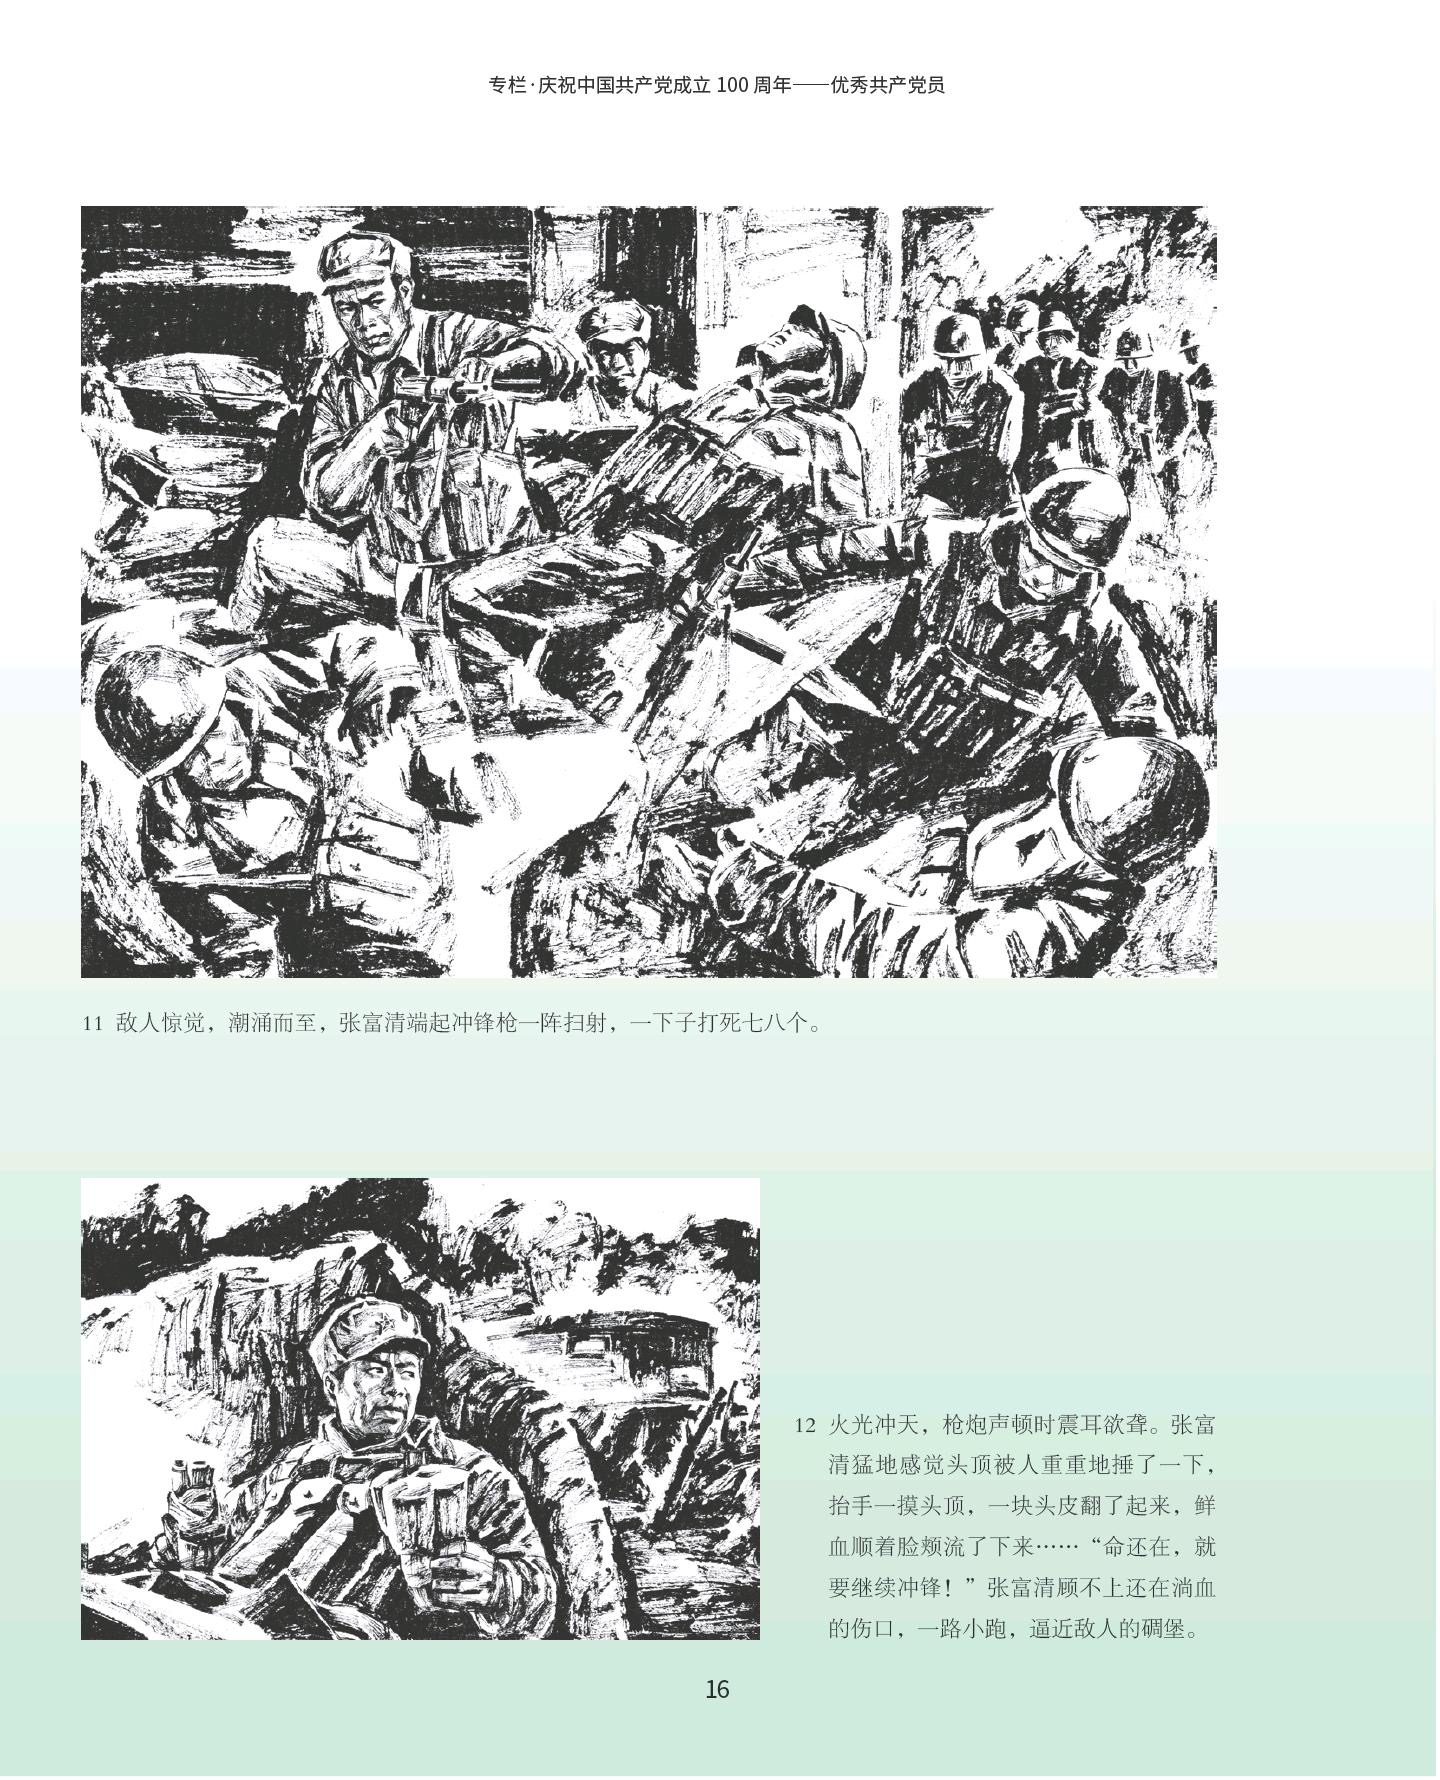 专栏·庆祝中国共产党成立 100 周年——优秀共产党员
11 敌人惊觉，潮涌而至，张富清端起冲锋枪一阵扫射，一下子打死七八个。
12 火光冲天，枪炮声顿时震耳欲聋。张富
清猛地感觉头顶被人重重地捶了一下，
抬手一摸头顶，一块头皮翻了起来，鲜
血顺着脸颊流了下来……“命还在，就
要继续冲锋！”张富清顾不上还在淌血
的伤口，一路小跑，逼近敌人的碉堡。
16